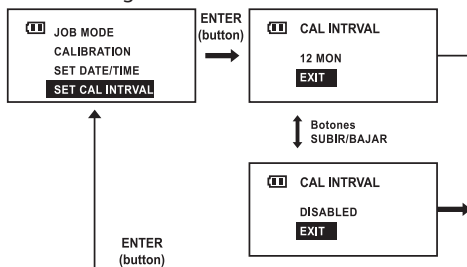 JOB MODE
CALIBRATION
SET DATE/TIME
SET CAL INTRVAL
ENTER
(button)
CAL INTRVAL
12 MON
EXIT
Botones
SUBIR/BAJAR
CAL INTRVAL
DISABLED
EXIT
ENTER
(button)